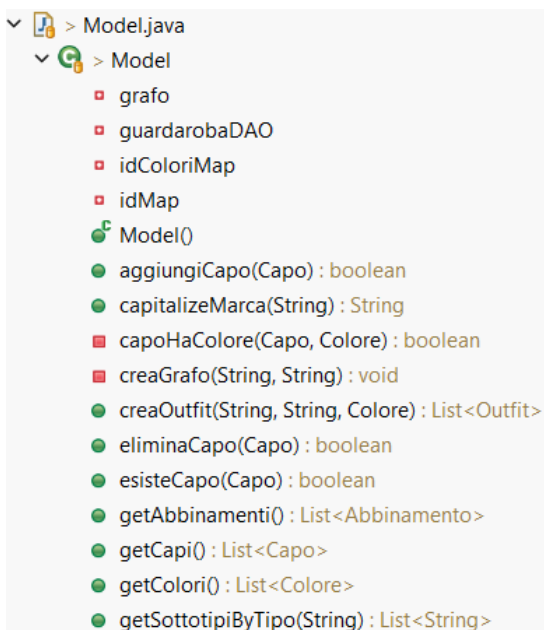 > Model.java
> Model
grafo
guardarobaDAO
idColoriMap
idMap
Model()
aggiungiCapo(Capo) : boolean
capitalizeMarca(String) : String
capoHaColore(Capo, Colore) : boolean
creaGrafo(String, String) : void
creaOutfit(String, String, Colore) : List<Outfit>
eliminaCapo(Capo) : boolean
esisteCapo(Capo) : boolean
getAbbinamenti() : List<Abbinamento>
getCapi() : List<Capo>
getColori() : List<Colore>
getSottotipiByTipo(String) : List<String>